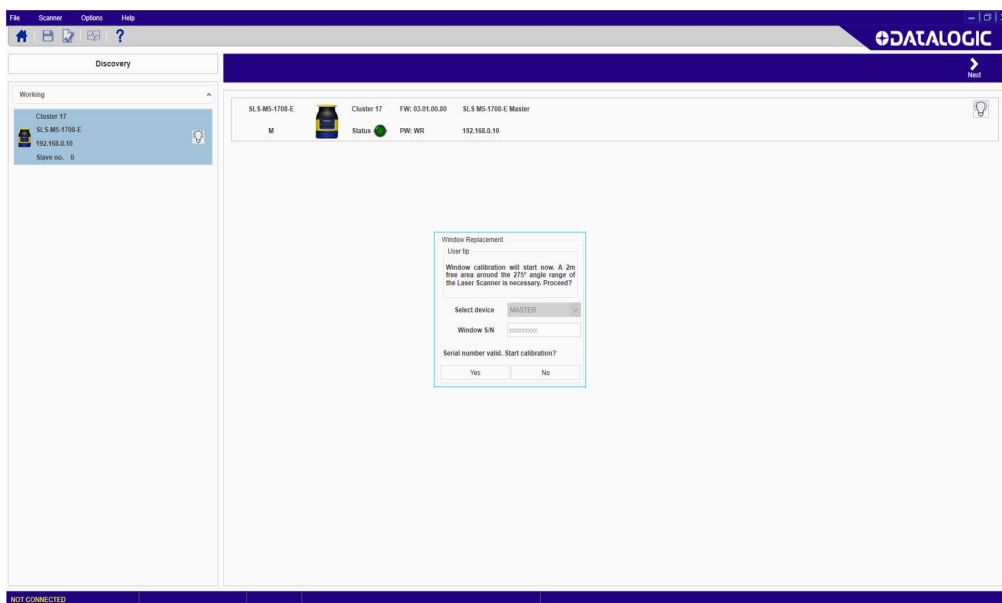 File Scanner Options Help
DATALOGIC
Discovery
Next
Working
Cluster 17
SLS-M5-1708-E
192.168.0.10
Slave no. 0
SLS-M5-1708-E Cluster 17 FW: 03.01.00.80 SLS M5-1708-E Master
M Status PW: WR 192.168.0.10
Window Replacement
User tip
Window calibration will start now. A 2m
free area around the 275° angle range of
the Laser Scanner is necessary. Proceed?
Select device MASTER
Window S/N xxxxxxxxx
Serial number valid. Start calibration?
Yes No
NOT CONNECTED